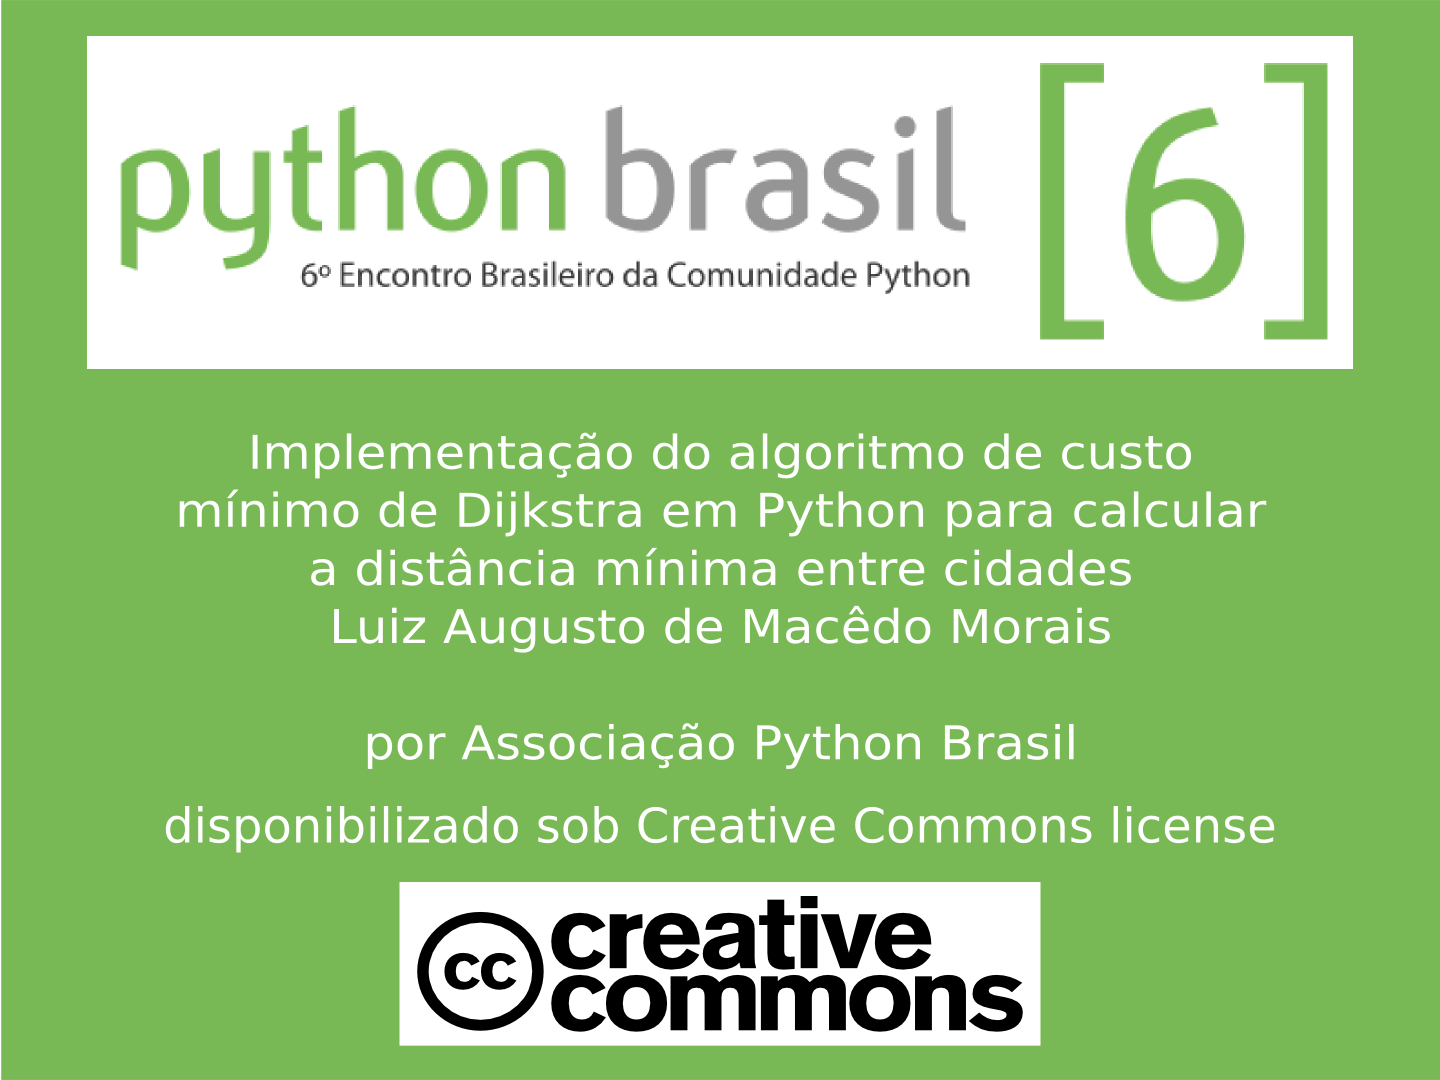 python brasil [6]
6º Encontro Brasileiro da Comunidade Python
Implementação do algoritmo de custo
mínimo de Dijkstra em Python para calcular
a distância mínima entre cidades
Luiz Augusto de Macêdo Morais
por Associação Python Brasil
disponibilizado sob Creative Commons license
cc creative
commons